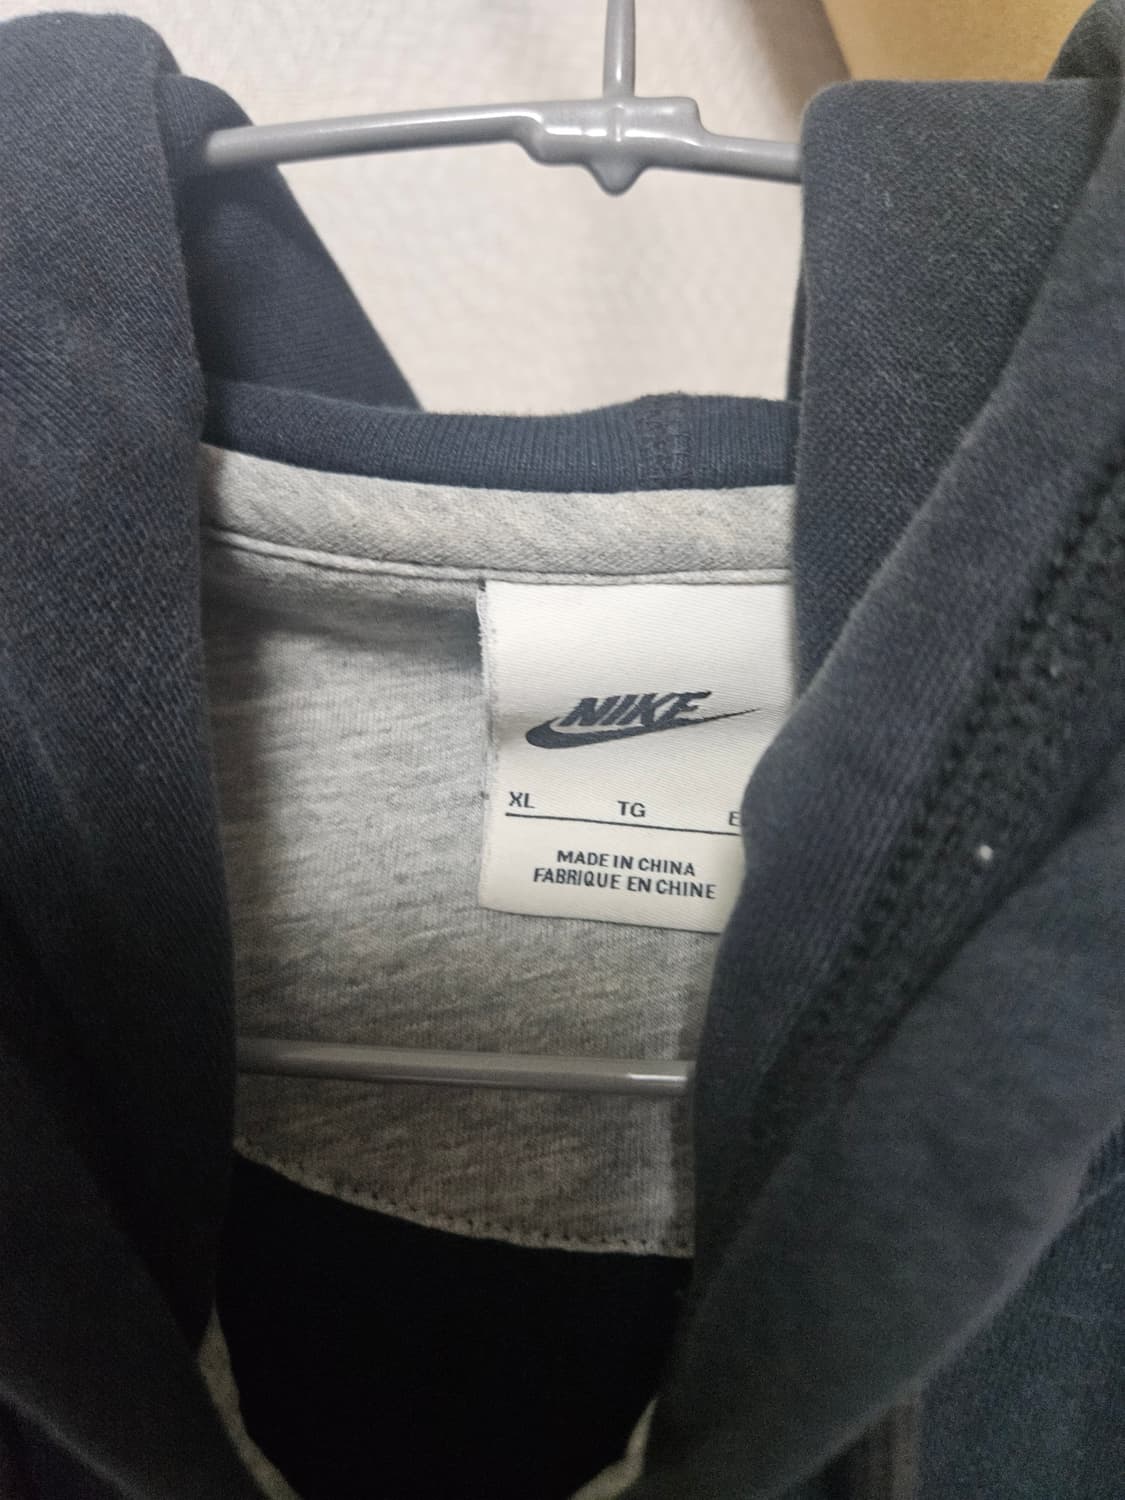 NIKE
XL TG E
MADE IN CHINA
FABRIQUE EN CHINE